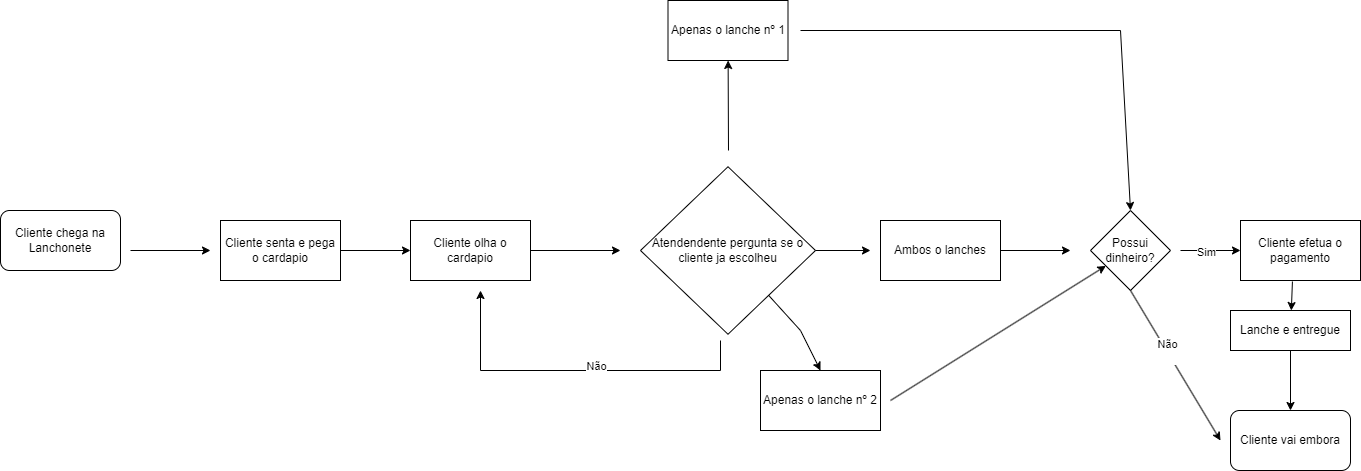 Apenas o lanche nº 1
Cliente chega na
Lanchonete
Cliente senta e pega
o cardapio
Cliente olha o
cardapio
Atendendente pergunta se o
cliente ja escolheu
Ambos o lanches
Possui
dinheiro?
Sim
Cliente efetua o
pagamento
Lanche e entregue
Não
Não
Apenas o lanche nº 2
Cliente vai embora